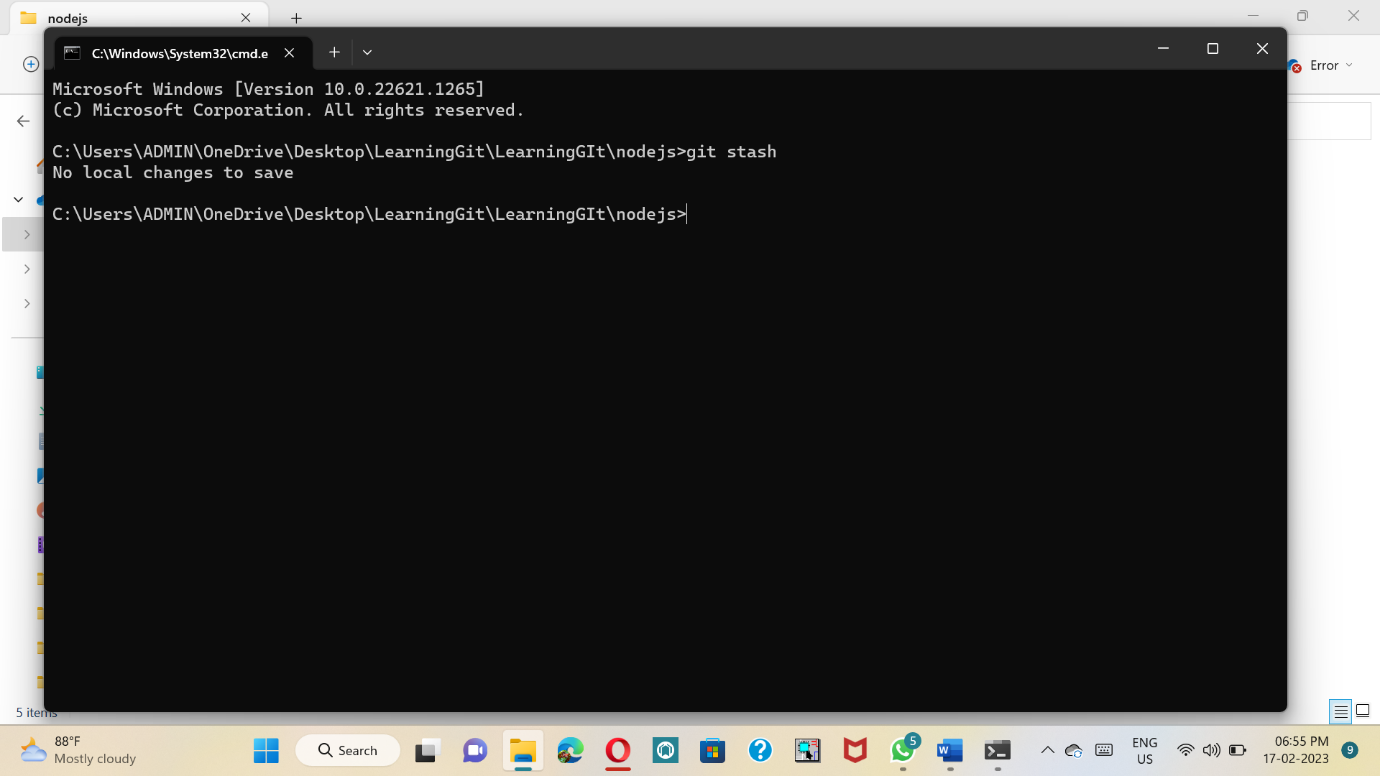 nodejs
C:\Windows\System32\cmd.e
Error
Microsoft Windows [Version 10.0.22621.1265]
(c) Microsoft Corporation. All rights reserved.
C:\Users\ADMIN\OneDrive\Desktop\LearningGit\LearningGIt\nodejs>git stash
No local changes to save
C:\Users\ADMIN\OneDrive\Desktop\LearningGit\LearningGIt\nodejs>
5 items
88°F
Mostly cloudy
Search
5
W
ENG
US
06:55 PM
17-02-2023
9